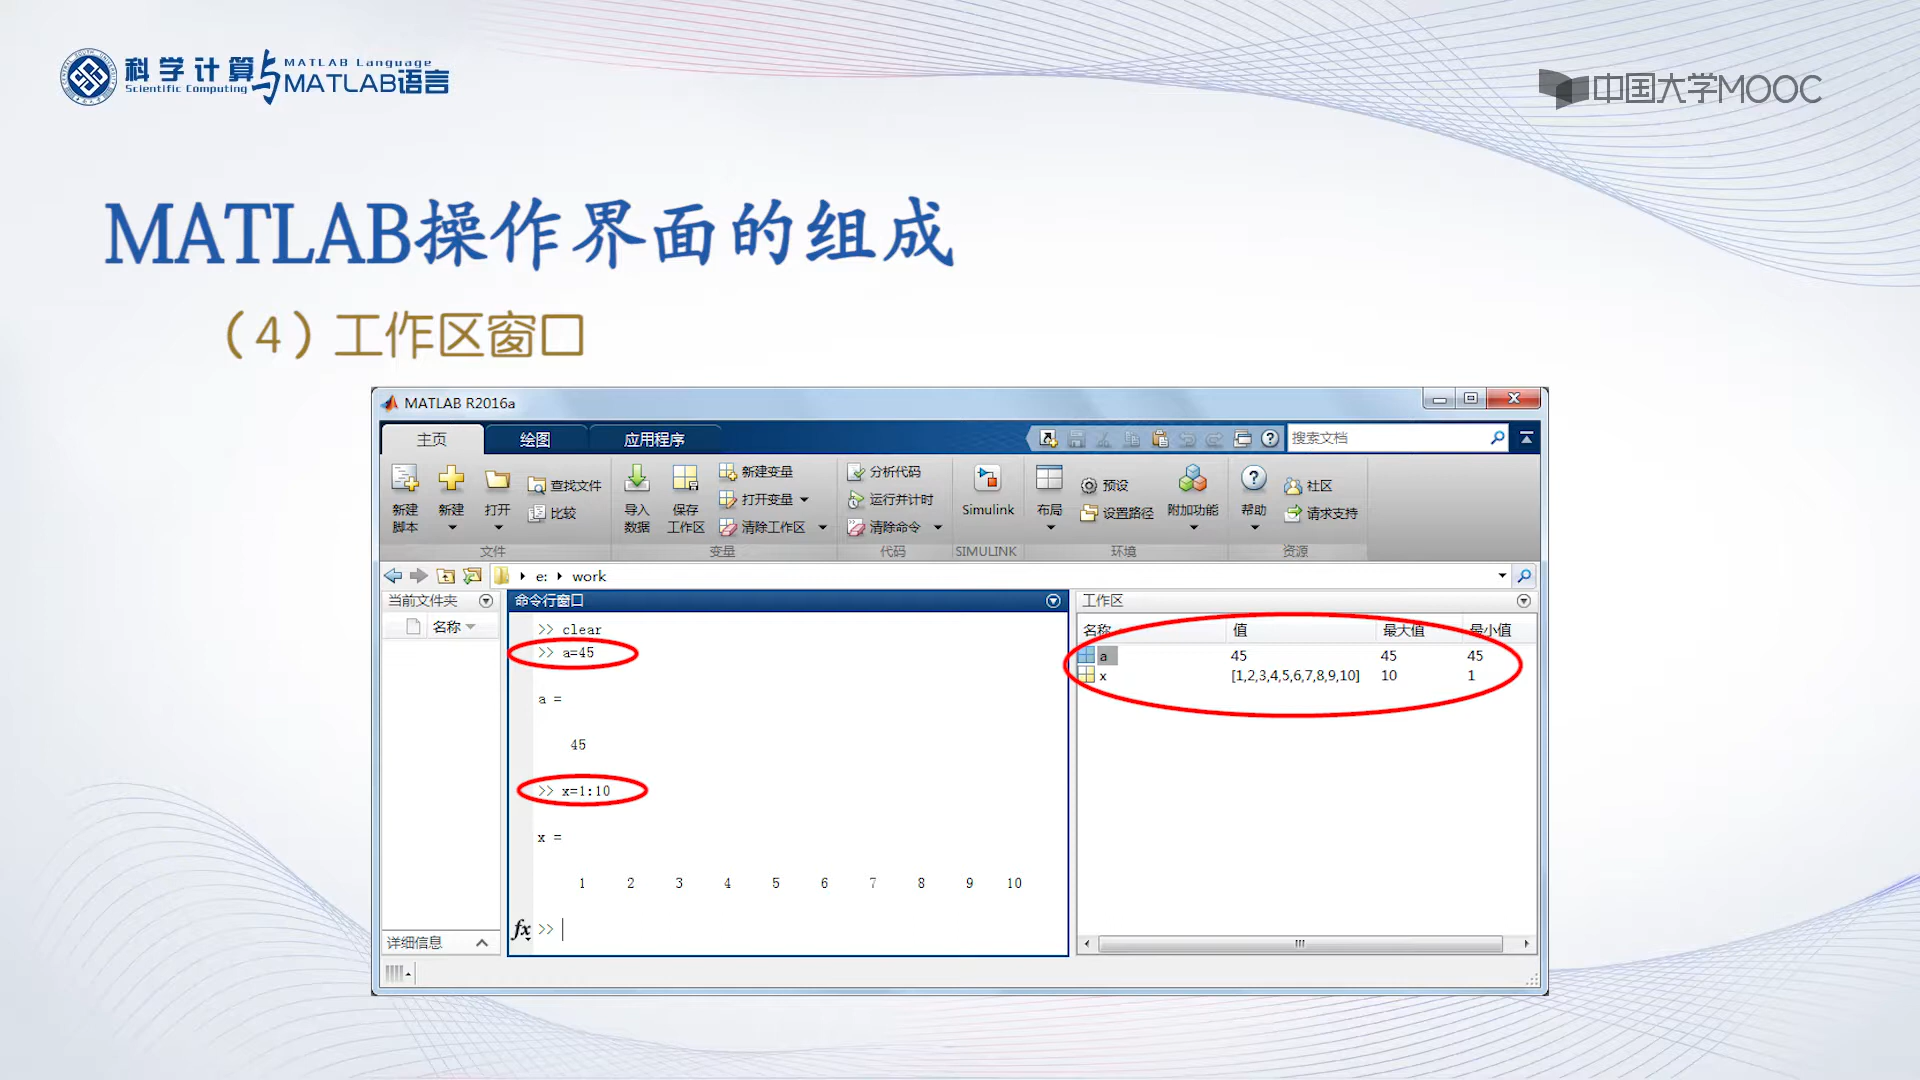 科学计算与MATLAB语言
Scientific Computing MATLAB Language
中国大学MOOC
MATLAB操作界面的组成
（4）工作区窗口
MATLAB R2016a
主页 绘图 应用程序 搜索文档
新建脚本 新建 打开 查找文件 比较
导入数据 保存工作区 新建变量 打开变量 清除工作区
分析代码 运行并计时 清除命令
Simulink
布局 预设 设置路径 附加功能
帮助 社区 请求支持
文件 变量 代码 SIMULINK 环境 资源
e: work
当前文件夹
名称
详细信息
命令行窗口
>> clear
>> a=45
a =
45
>> x=1:10
x =
1 2 3 4 5 6 7 8 9 10
fx >>
工作区
名称 值 最大值 最小值
a 45 45 45
x [1,2,3,4,5,6,7,8,9,10] 10 1